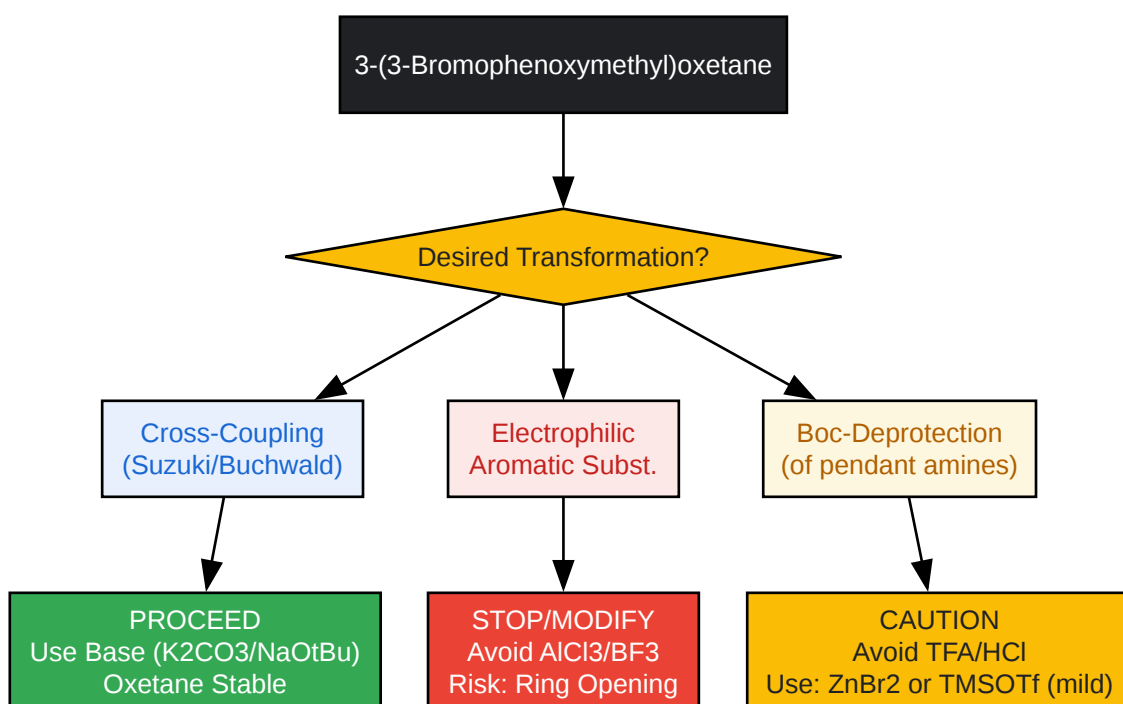 3-(3-Bromophenoxymethyl)oxetane
Desired Transformation?
Cross-Coupling
(Suzuki/Buchwald)
Electrophilic
Aromatic Subst.
Boc-Deprotection
(of pendant amines)
PROCEED
Use Base (K2CO3/NaOtBu)
Oxetane Stable
STOP/MODIFY
Avoid AlCl3/BF3
Risk: Ring Opening
CAUTION
Avoid TFA/HCl
Use: ZnBr2 or TMSOTf (mild)